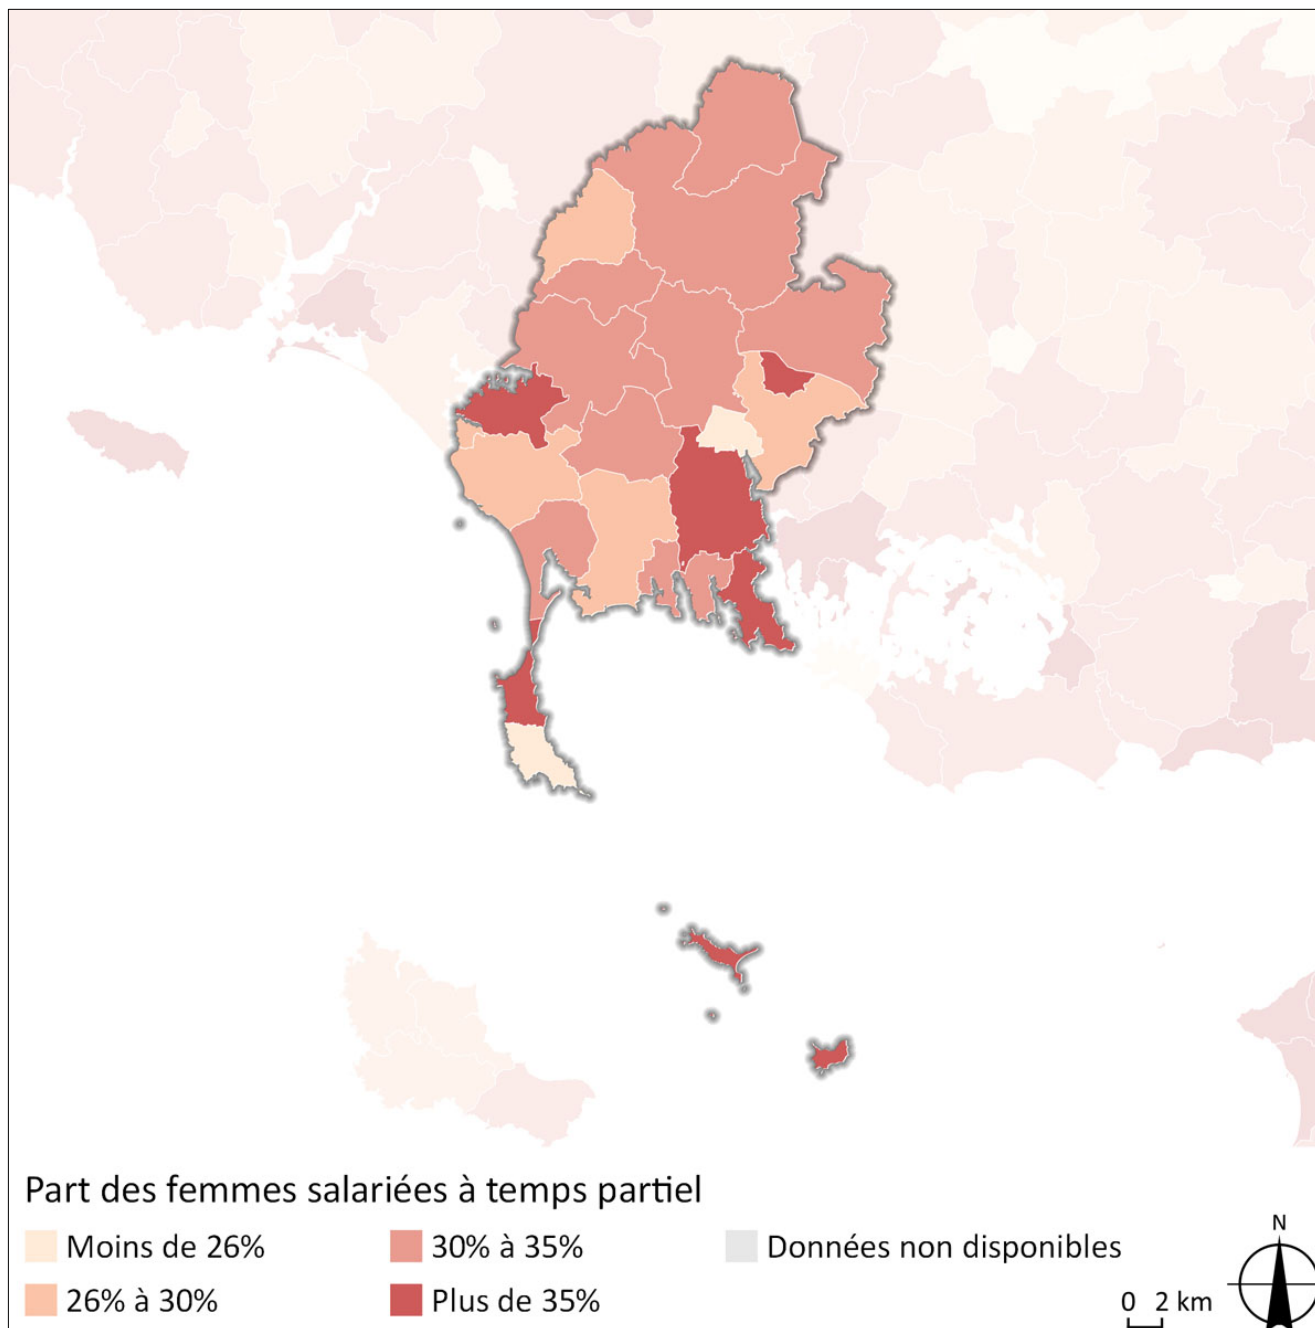 Part des femmes salariées à temps partiel
Moins de 26%
30% à 35%
Données non disponibles
26% à 30%
Plus de 35%
0 2 km
N